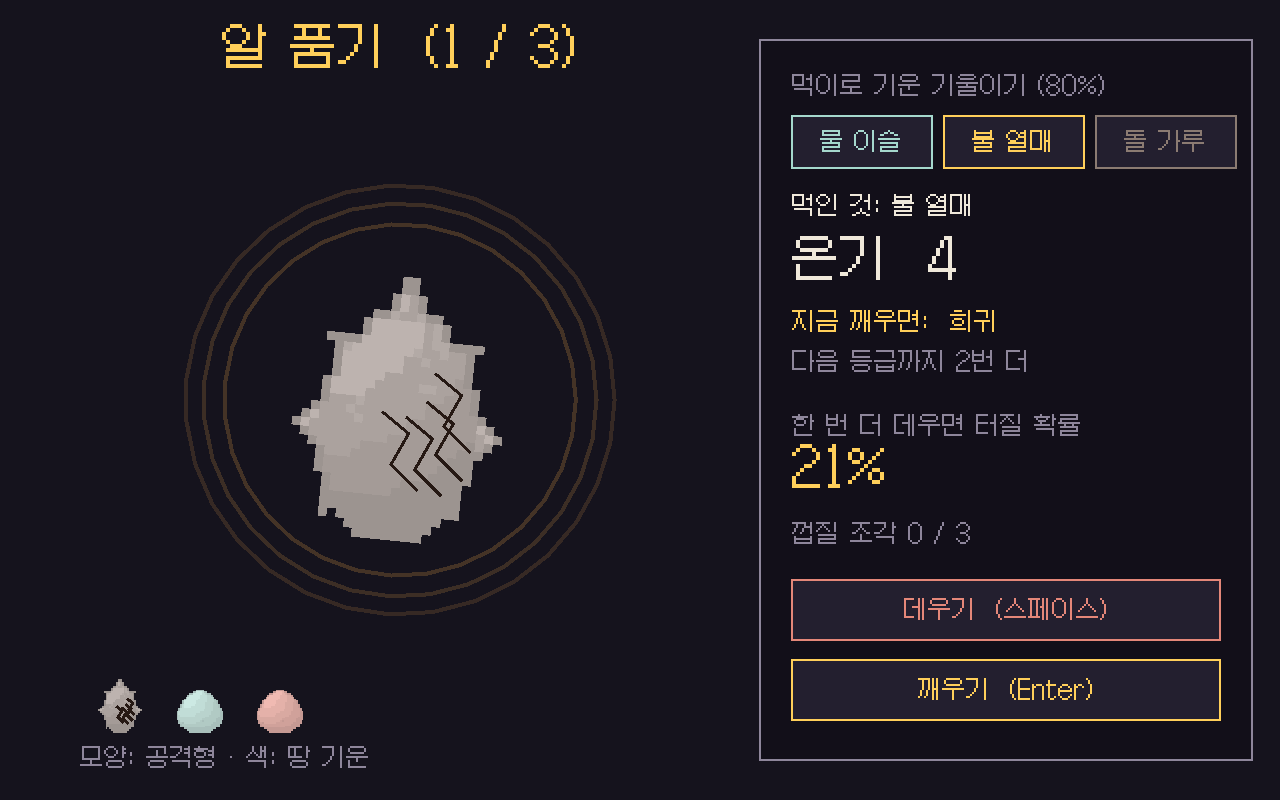 알 품기 (1 / 3)
먹이로 기운 기울이기 (80%)
물 이슬
불 열매
돌 가루
먹인 것: 불 열매
온기 4
지금 깨우면: 희귀
다음 등급까지 2번 더
한 번 더 데우면 터질 확률
21%
껍질 조각 0 / 3
데우기 (스페이스)
깨우기 (Enter)
모양: 공격형 · 색: 땅 기운